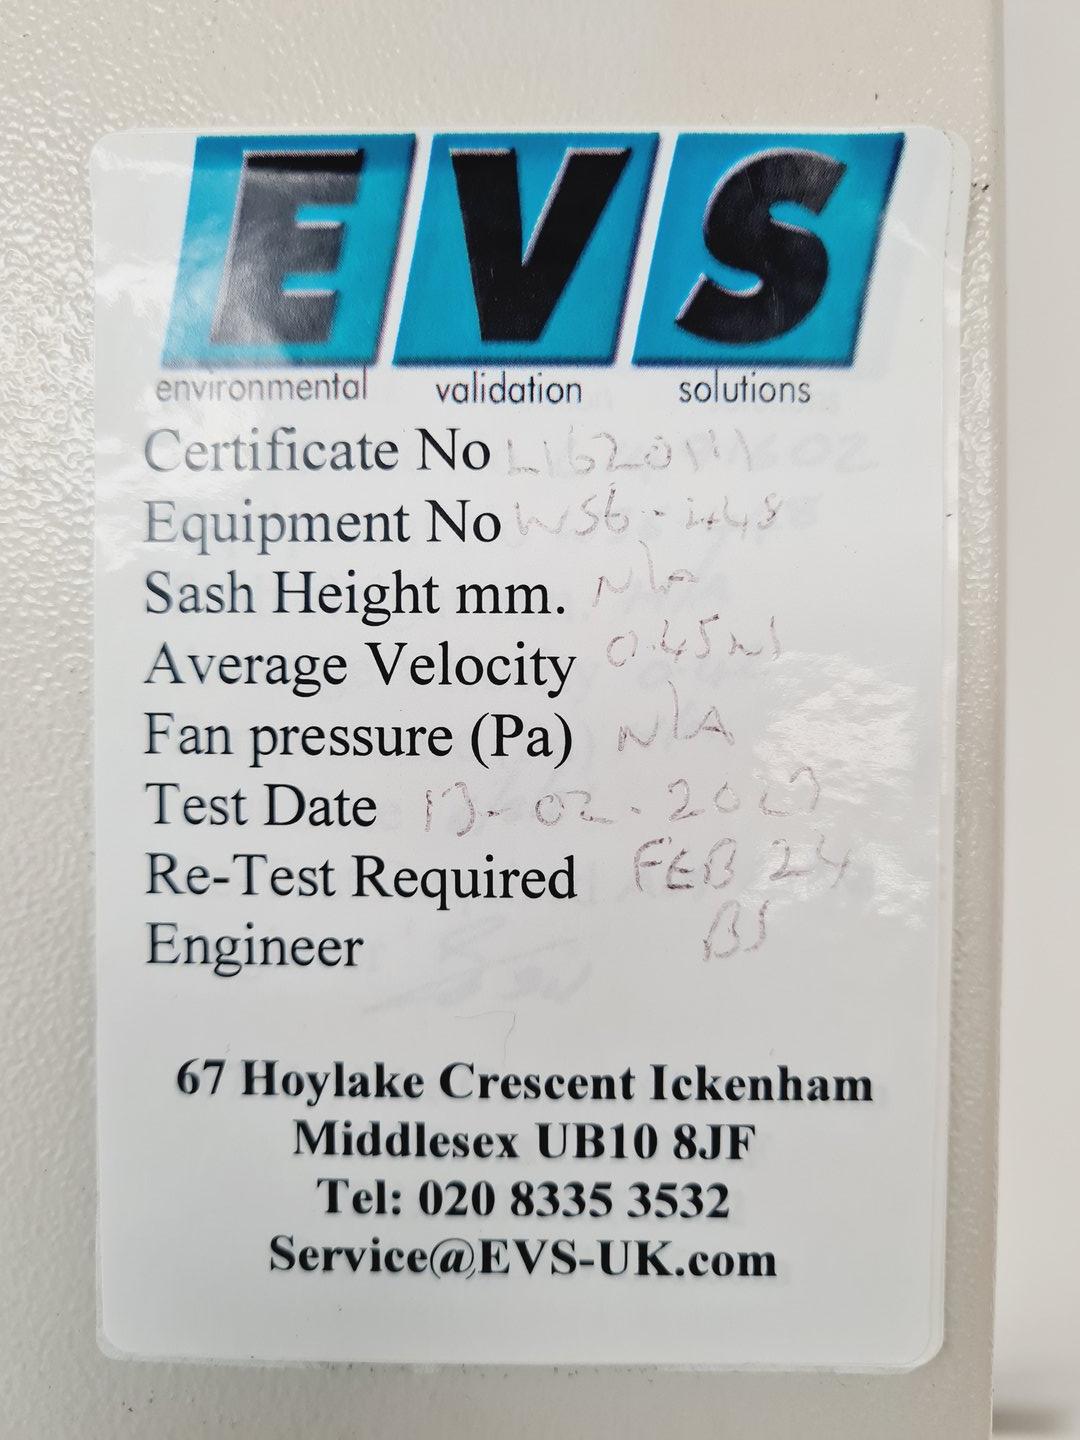 EVS
environmental validation solutions
Certificate No
Equipment No
Sash Height mm. N/A
Average Velocity 0.45
Fan pressure (Pa) N/A
Test Date
Re-Test Required FEB 24
Engineer BS
67 Hoylake Crescent Ickenham
Middlesex UB10 8JF
Tel: 020 8335 3532
Service@EVS-UK.com